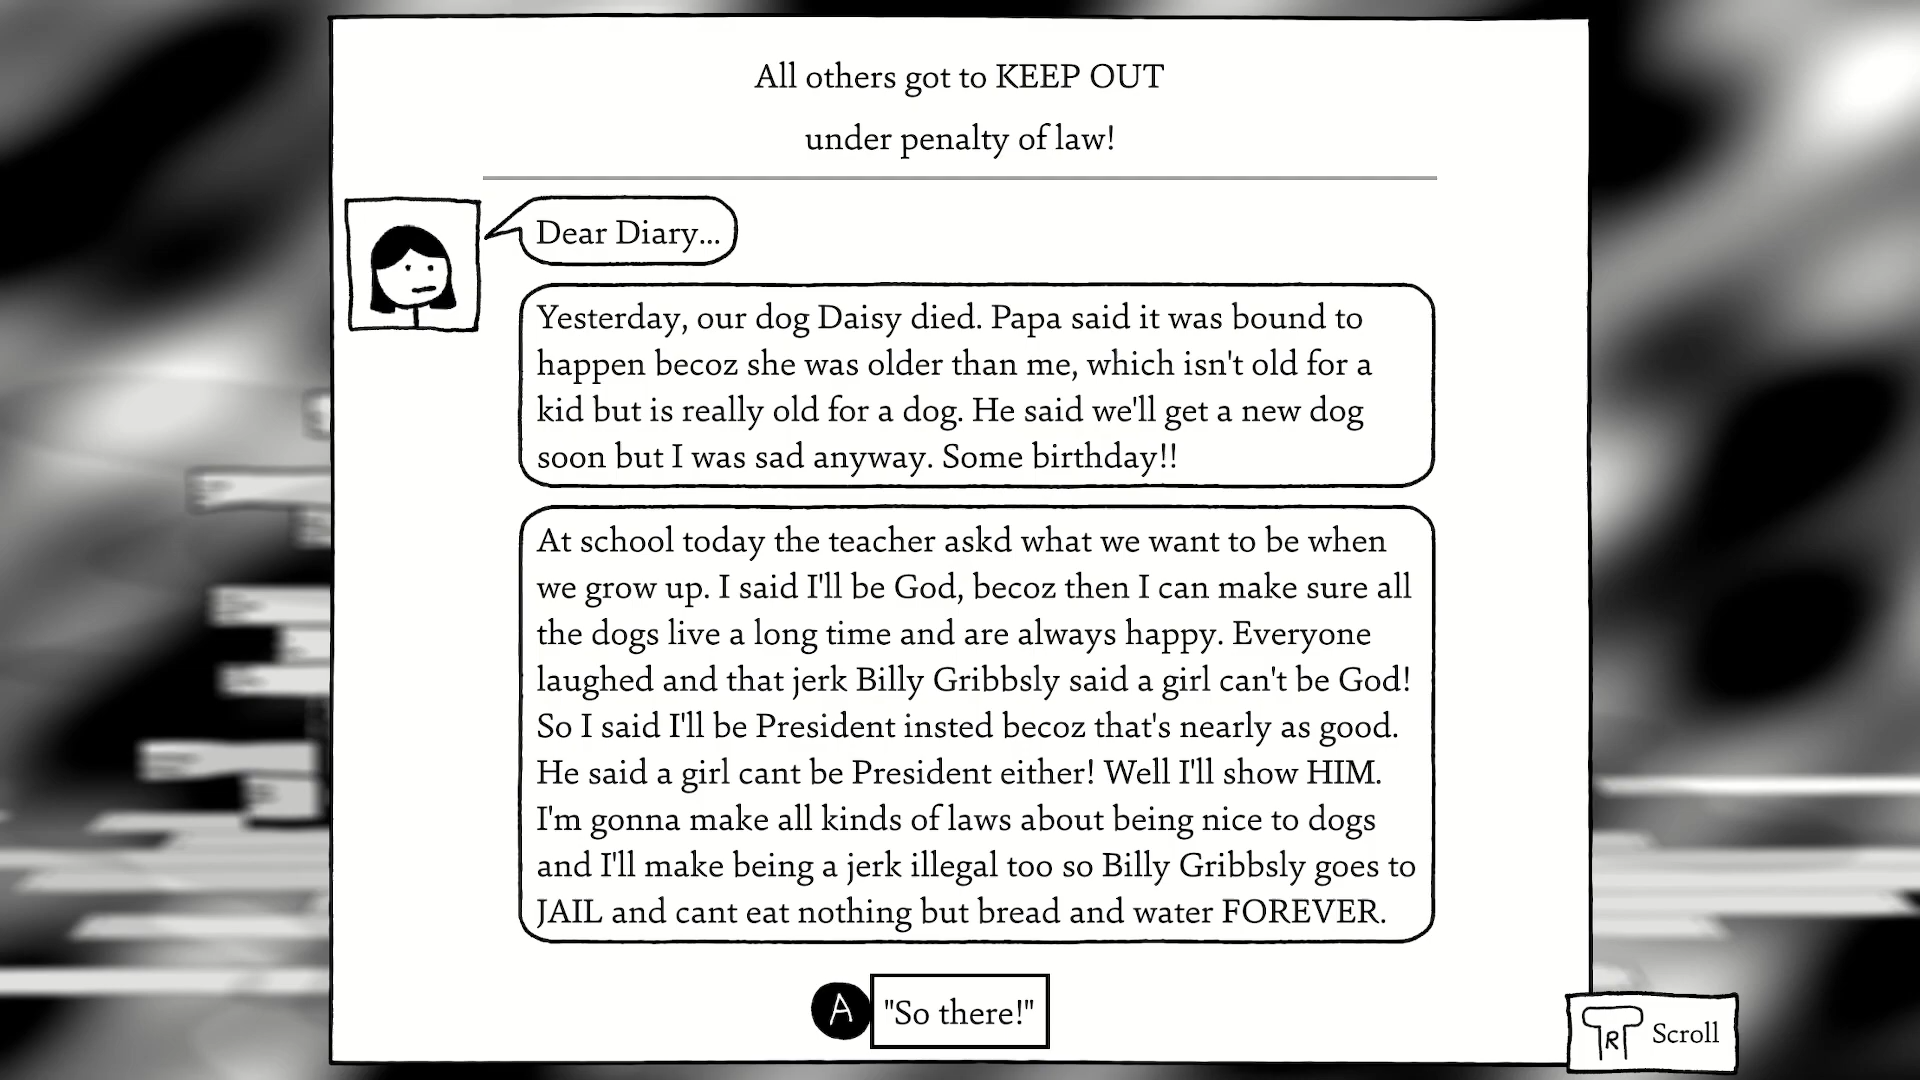 All others got to KEEP OUT
under penalty of law!
Dear Diary...
Yesterday, our dog Daisy died. Papa said it was bound to
happen becoz she was older than me, which isn't old for a
kid but is really old for a dog. He said we'll get a new dog
soon but I was sad anyway. Some birthday!!
At school today the teacher askd what we want to be when
we grow up. I said I'll be God, becoz then I can make sure all
the dogs live a long time and are always happy. Everyone
laughed and that jerk Billy Gribbsly said a girl can't be God!
So I said I'll be President insted becoz that's nearly as good.
He said a girl cant be President either! Well I'll show HIM.
I'm gonna make all kinds of laws about being nice to dogs
and I'll make being a jerk illegal too so Billy Gribbsly goes to
JAIL and cant eat nothing but bread and water FOREVER.
A "So there!"
RT Scroll